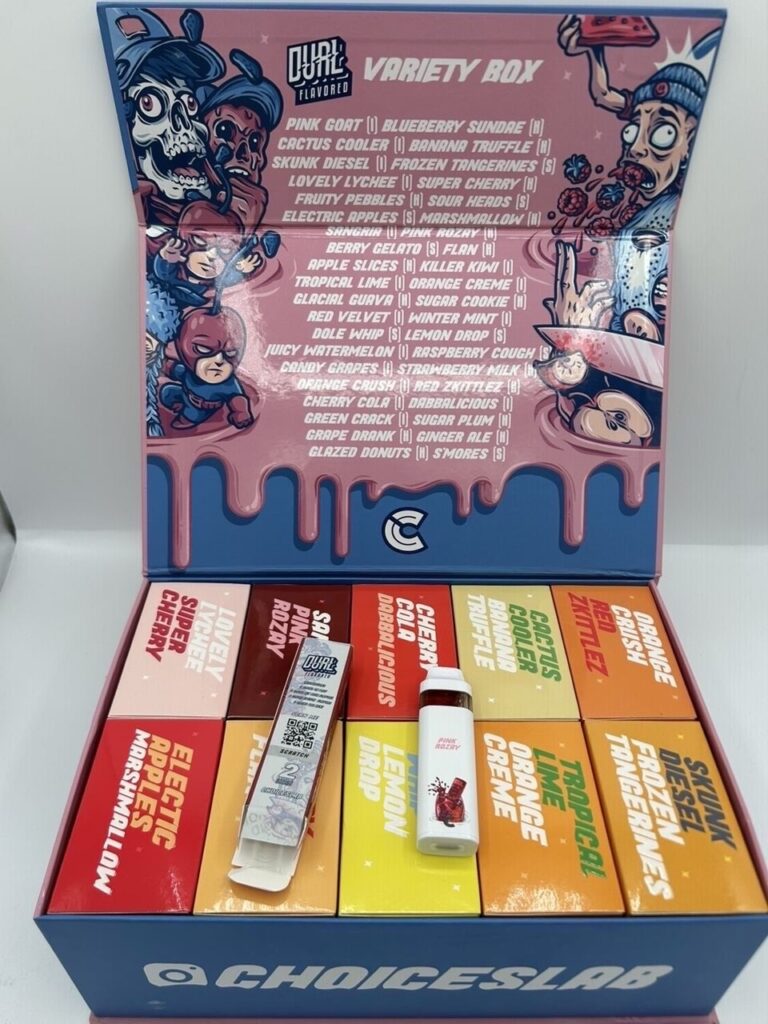 DUAL
FLAVORED
VARIETY BOX
PINK GOAT [I] BLUEBERRY SUNDAE [H]
CACTUS COOLER [I] BANANA TRUFFLE [H]
SKUNK DIESEL [I] FROZEN TANGERINES [S]
LOVELY LYCHEE [I] SUPER CHERRY [H]
FRUITY PEBBLES [H] SOUR HEADS [S]
ELECTRIC APPLES [S] MARSHMALLOW [H]
SANGRIA [I] PINK ROZAY [H]
BERRY GELATO [S] FLAN [H]
APPLE SLICES [H] KILLER KIWI [I]
TROPICAL LIME [I] ORANGE CREME [I]
GLACIAL GUAVA [H] SUGAR COOKIE [H]
RED VELVET [I] WINTER MINT [I]
DOLE WHIP [S] LEMON DROP [S]
JUICY WATERMELON [I] RASPBERRY COUGH [S]
CANDY GRAPES [I] STRAWBERRY MILK [H]
ORANGE CRUSH [I] RED ZKITTLEZ [H]
CHERRY COLA [I] DABBALICIOUS [I]
GREEN CRACK [I] SUGAR PLUM [H]
GRAPE DRANK [H] GINGER ALE [H]
GLAZED DONUTS [H] S'MORES [S]
LOVELY
LYCHEE
SUPER
CHERRY
PINK
ROZAY
CHERRY
COLA
DABBALICIOUS
CACTUS
COOLER
BANANA
TRUFFLE
ORANGE
CRUSH
RED
ZKITTLEZ
ELECTIC
APPLES
MARSHMALLOW
DUAL
FLAVORED
SCRATCH
2
LEMON
DROP
PINK
ROZAY
TROPICAL
LIME
ORANGE
CREME
SKUNK
DIESEL
FROZEN
TANGERINES
CHOICESLAB